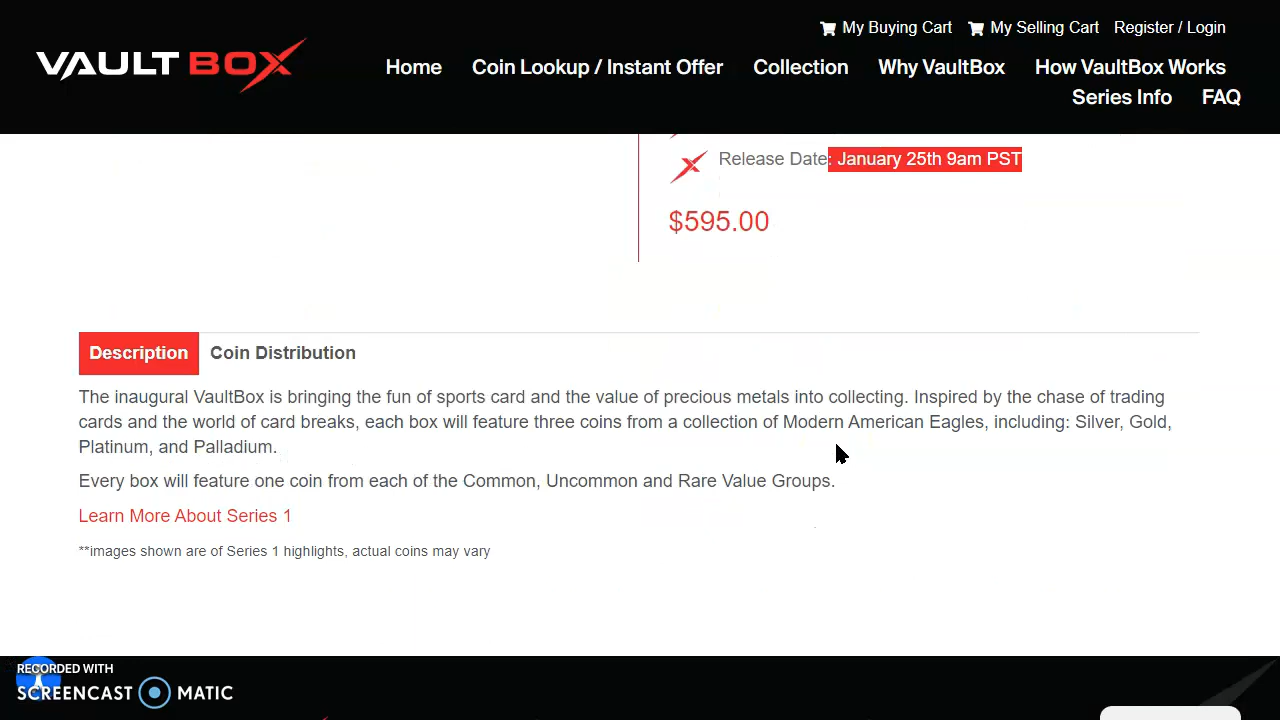 My Buying Cart My Selling Cart Register / Login
VAULT BOX
Home Coin Lookup / Instant Offer Collection Why VaultBox How VaultBox Works
Series Info FAQ
Release Date: January 25th 9am PST
$595.00
Description Coin Distribution
The inaugural VaultBox is bringing the fun of sports card and the value of precious metals into collecting. Inspired by the chase of trading
cards and the world of card breaks, each box will feature three coins from a collection of Modern American Eagles, including: Silver, Gold,
Platinum, and Palladium.
Every box will feature one coin from each of the Common, Uncommon and Rare Value Groups.
Learn More About Series 1
**images shown are of Series 1 highlights, actual coins may vary
RECORDED WITH
SCREENCAST MATIC